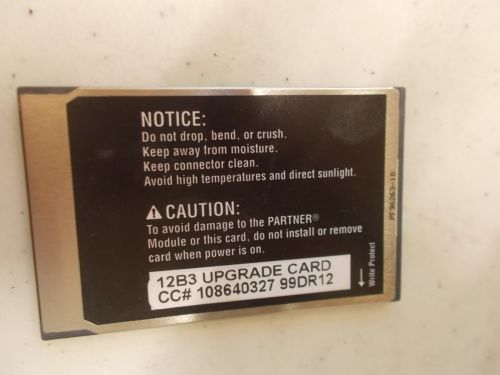 NOTICE:
Do not drop, bend, or crush.
Keep away from moisture.
Keep connector clean.
Avoid high temperatures and direct sunlight.
⚠CAUTION:
To avoid damage to the PARTNER®
Module or this card, do not install or remove
card when power is on.
12B3 UPGRADE CARD
CC# 108640327 99DR12
← Write Protect
PF96263-10